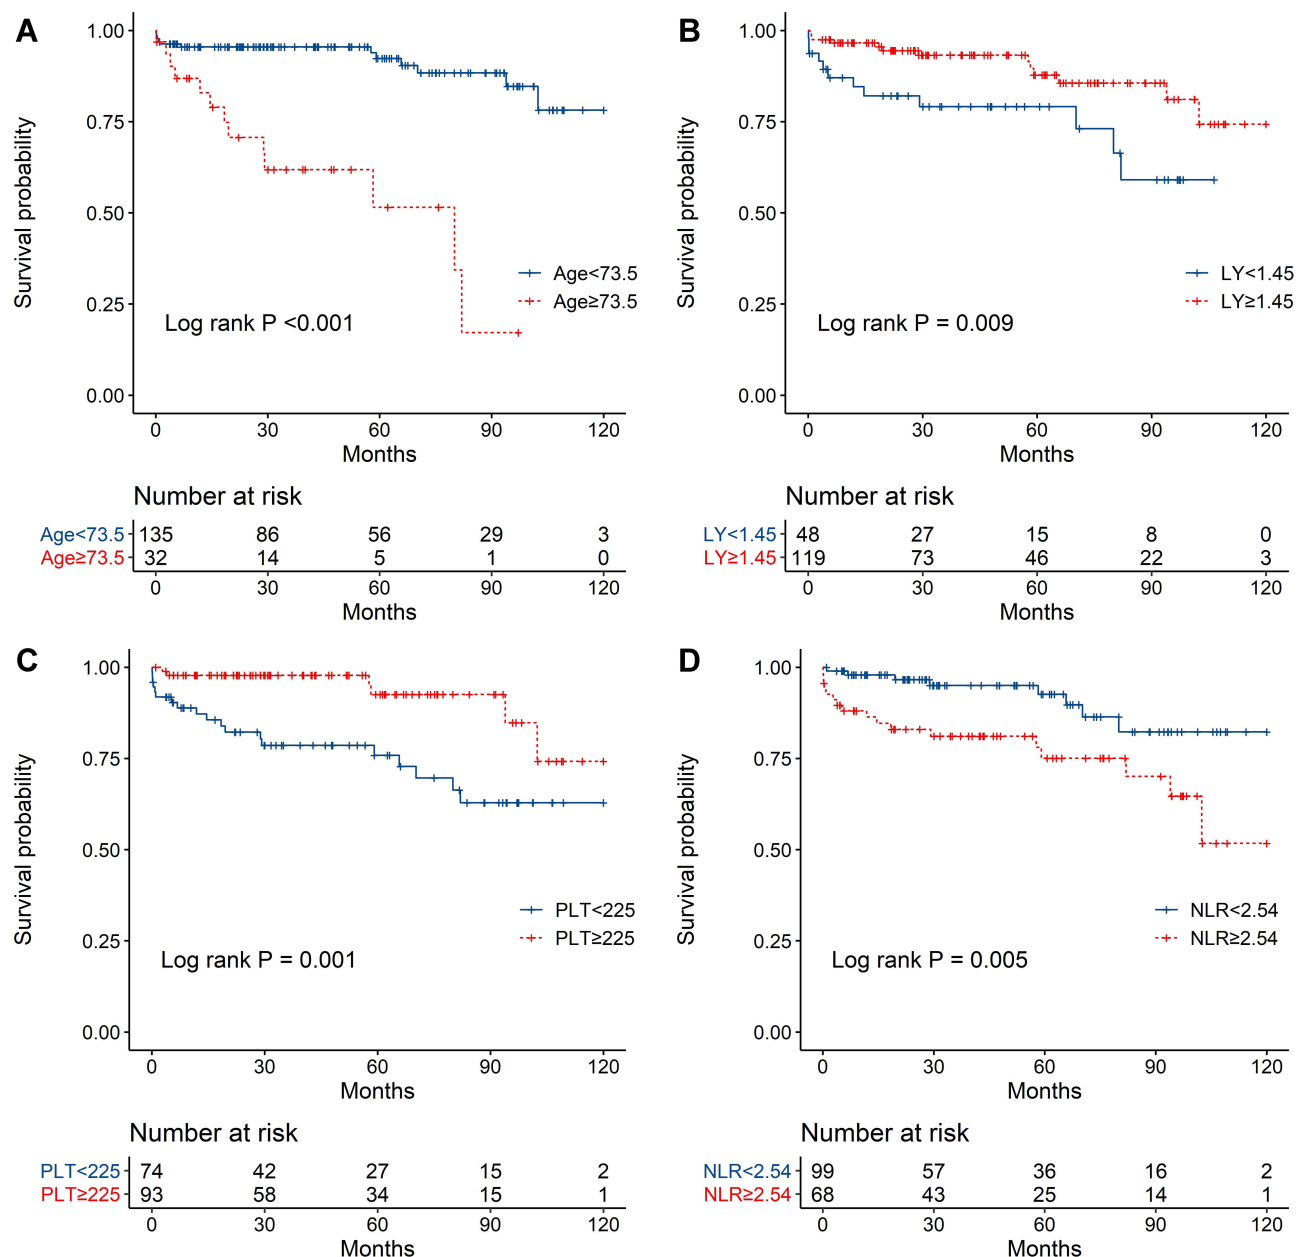 A
Survival probability
1.00
0.75
0.50
0.25
0.00
Age<73.5
Age≥73.5
Log rank P <0.001
0 30 60 90 120
Months
Number at risk
Age<73.5 135 86 56 29 3
Age≥73.5 32 14 5 1 0
0 30 60 90 120
Months
B
Survival probability
1.00
0.75
0.50
0.25
0.00
LY<1.45
LY≥1.45
Log rank P = 0.009
0 30 60 90 120
Months
Number at risk
LY<1.45 48 27 15 8 0
LY≥1.45 119 73 46 22 3
0 30 60 90 120
Months
C
Survival probability
1.00
0.75
0.50
0.25
0.00
PLT<225
PLT≥225
Log rank P = 0.001
0 30 60 90 120
Months
Number at risk
PLT<225 74 42 27 15 2
PLT≥225 93 58 34 15 1
0 30 60 90 120
Months
D
Survival probability
1.00
0.75
0.50
0.25
0.00
NLR<2.54
NLR≥2.54
Log rank P = 0.005
0 30 60 90 120
Months
Number at risk
NLR<2.54 99 57 36 16 2
NLR≥2.54 68 43 25 14 1
0 30 60 90 120
Months